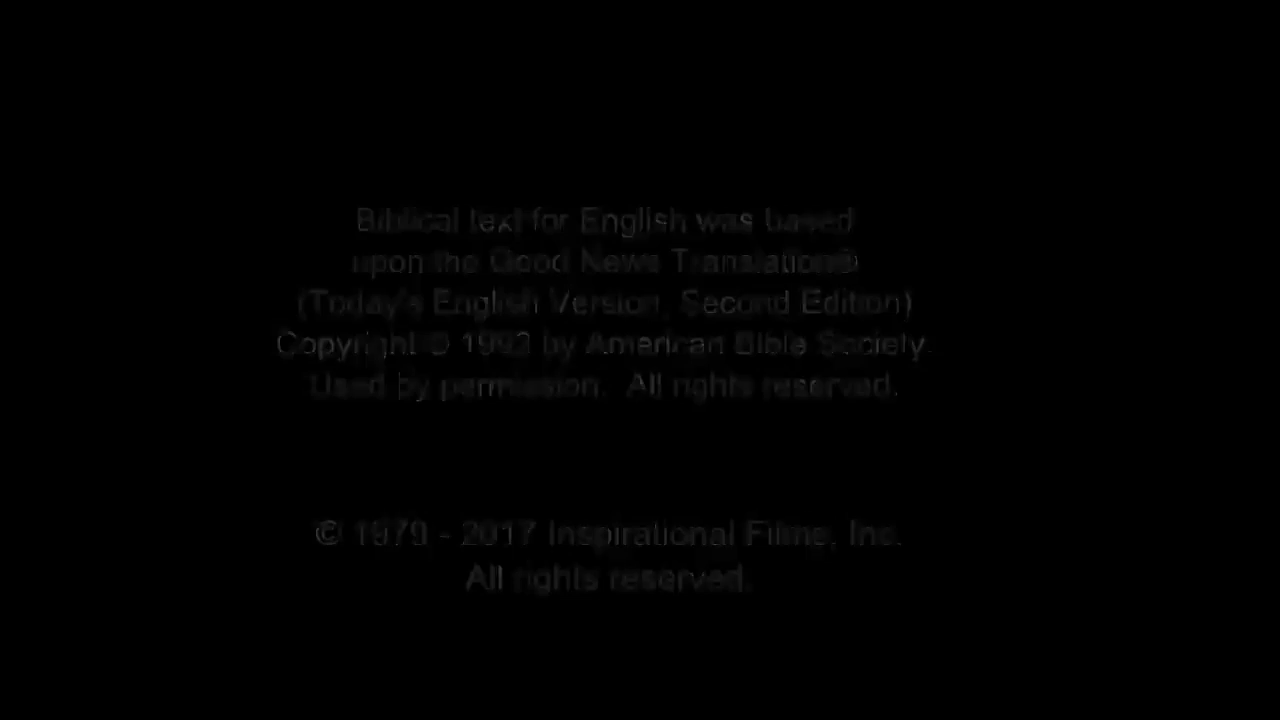 Biblical text for English was based
upon the Good News Translation®
(Today's English Version, Second Edition)
Copyright © 1992 by American Bible Society.
Used by permission. All rights reserved.
© 1979 - 2017 Inspirational Films, Inc.
All rights reserved.